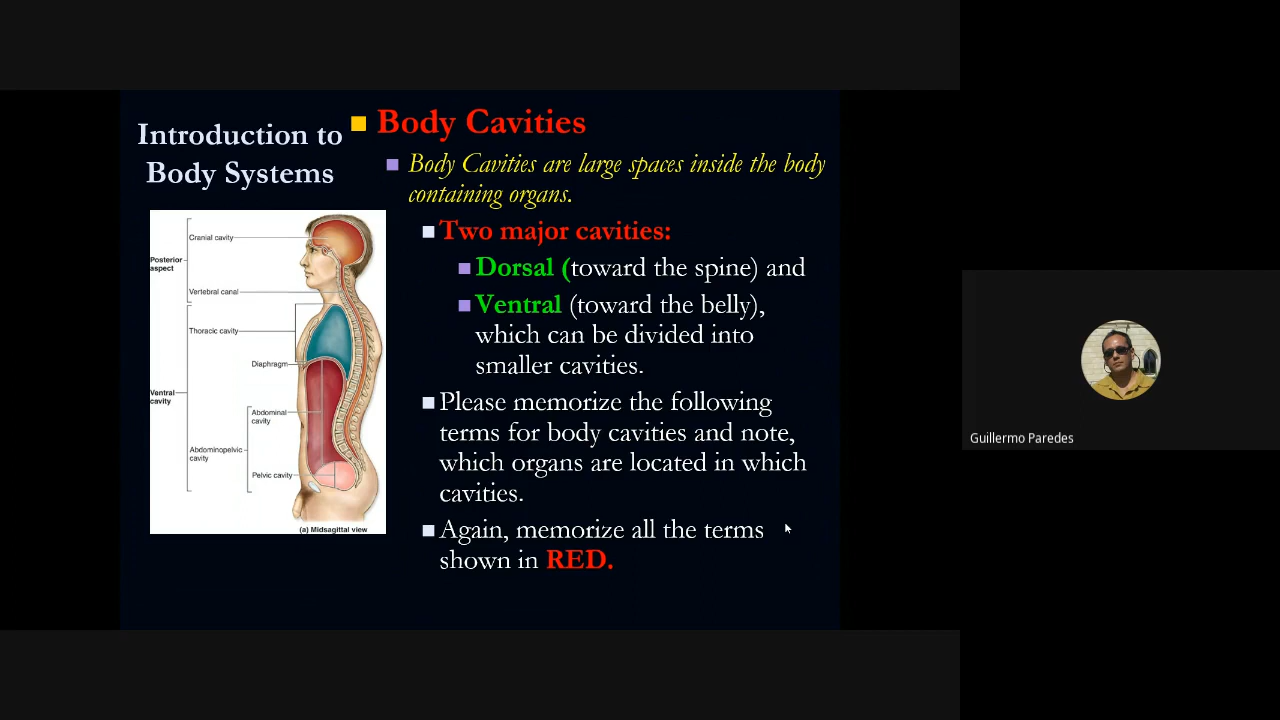 Introduction to
Body Systems
Body Cavities
Body Cavities are large spaces inside the body
containing organs.
Two major cavities:
Dorsal (toward the spine) and
Ventral (toward the belly),
which can be divided into
smaller cavities.
Please memorize the following
terms for body cavities and note,
which organs are located in which
cavities.
Again, memorize all the terms
shown in RED.
Cranial cavity
Posterior
aspect
Vertebral canal
Thoracic cavity
Diaphragm
Ventral
cavity
Abdominal
cavity
Abdominopelvic
cavity
Pelvic cavity
(a) Midsagittal view
Guillermo Paredes